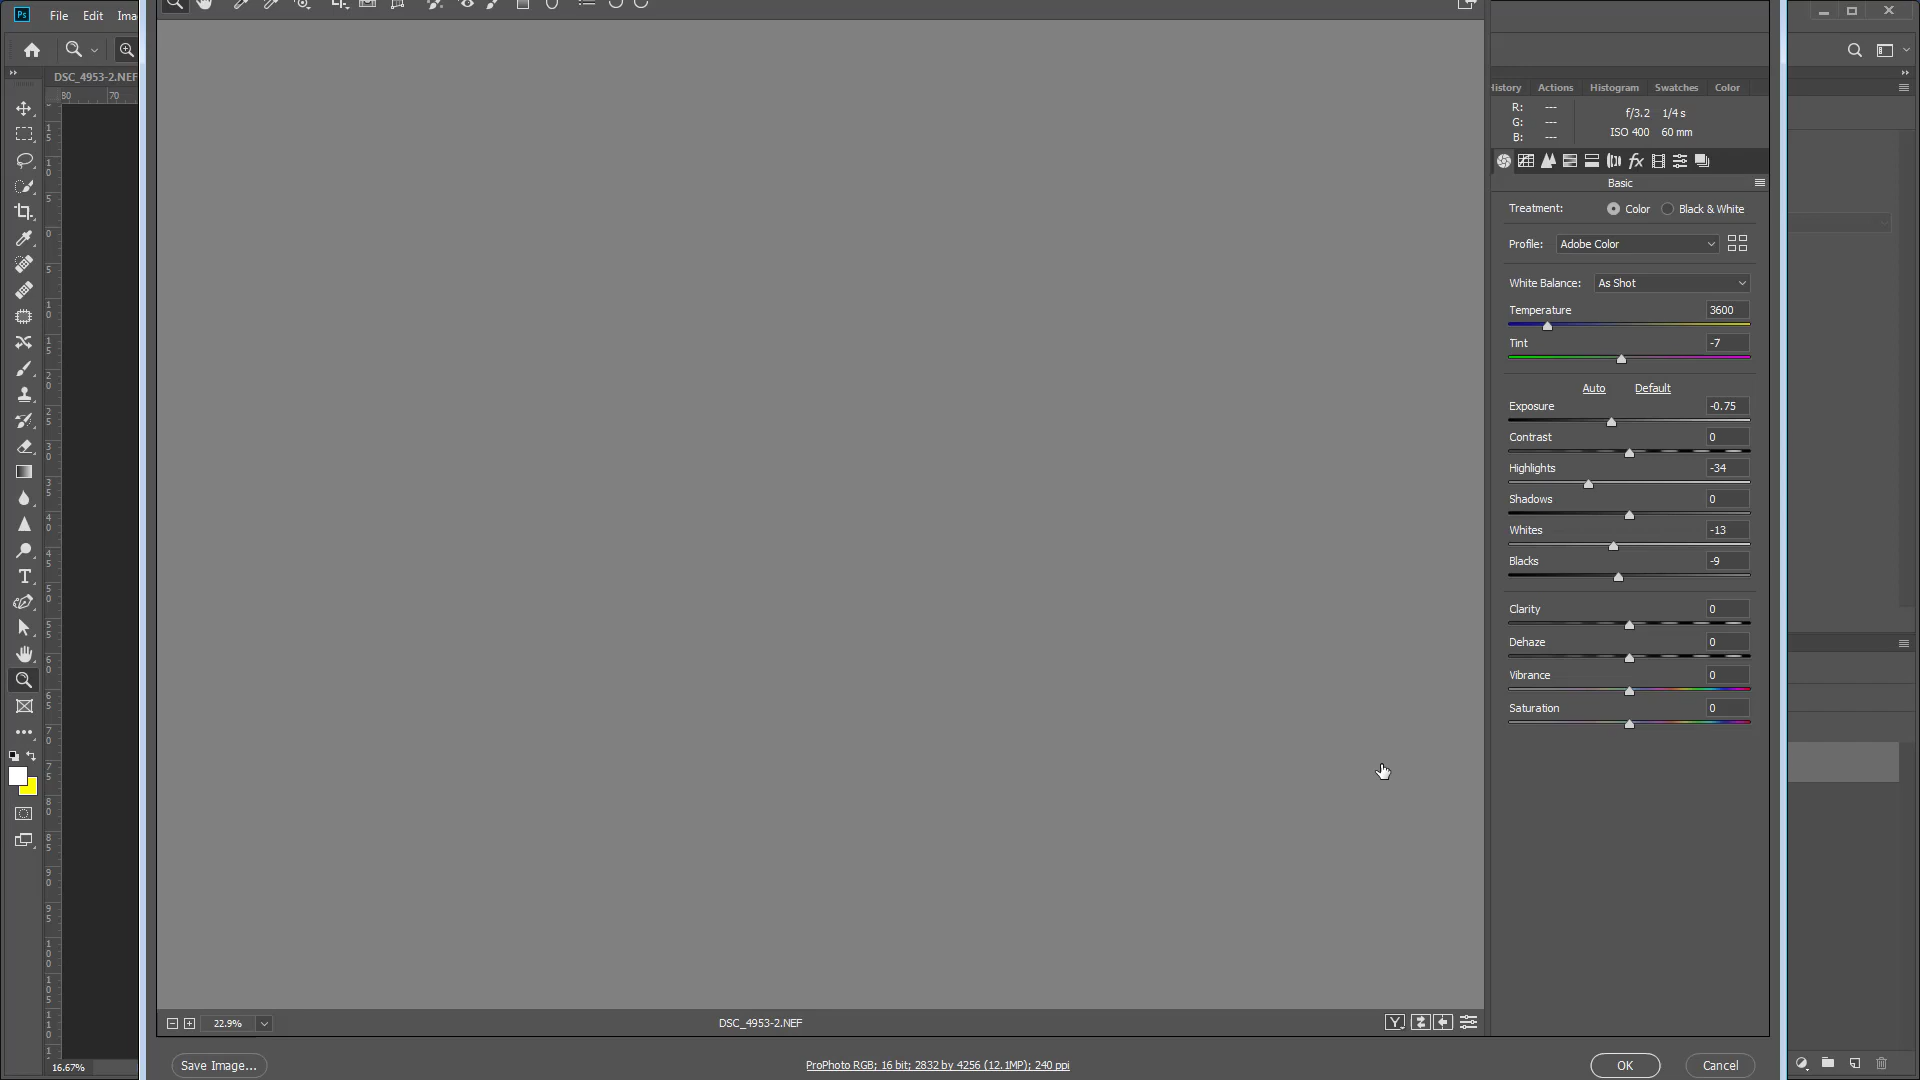 Ps File Edit Ima
DSC_4953-2.NEF
80 70
History Actions Histogram Swatches Color
R: ---
G: ---
B: ---
f/3.2 1/4 s
ISO 400 60 mm
fx
Basic
Treatment: Color Black & White
Profile: Adobe Color
White Balance: As Shot
Temperature 3600
Tint -7
Auto Default
Exposure -0.75
Contrast 0
Highlights -34
Shadows 0
Whites -13
Blacks -9
Clarity 0
Dehaze 0
Vibrance 0
Saturation 0
22.9% DSC_4953-2.NEF Y
16.67%
Save Image... ProPhoto RGB; 16 bit; 2832 by 4256 (12.1MP); 240 ppi OK Cancel